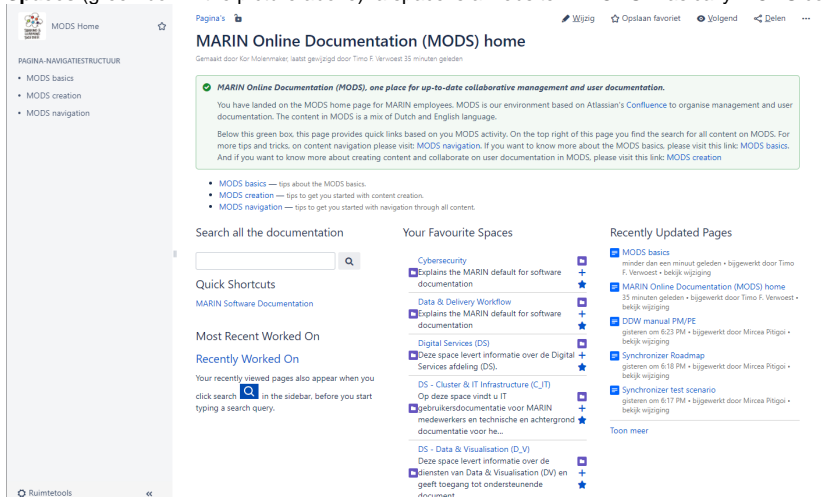 MODS Home
PAGINA-NAVIGATIESTRUCTUUR
MODS basics
MODS creation
MODS navigation
Ruimtetools
Pagina's
Wijzig
Opslaan favoriet
Volgend
Delen
MARIN Online Documentation (MODS) home
Gemaakt door Kor Molenmaker, laatst gewijzigd door Timo F. Verwoest 35 minuten geleden
MARIN Online Documentation (MODS), one place for up-to-date collaborative management and user documentation.
You have landed on the MODS home page for MARIN employees. MODS is our environment based on Atlassian's Confluence to organise management and user
documentation. The content in MODS is a mix of Dutch and English language.
Below this green box, this page provides quick links based on you MODS activity. On the top right of this page you find the search for all content on MODS. For
more tips and tricks, on content navigation please visit: MODS navigation. If you want to know more about the MODS basics, please visit this link: MODS basics.
And if you want to know more about creating content and collaborate on user documentation in MODS, please visit this link: MODS creation
MODS basics — tips about the MODS basics.
MODS creation — tips to get you started with content creation.
MODS navigation — tips to get you started with navigation through all content.
Search all the documentation
Quick Shortcuts
MARIN Software Documentation
Most Recent Worked On
Recently Worked On
Your recently viewed pages also appear when you
click search in the sidebar, before you start
typing a search query.
Your Favourite Spaces
Cybersecurity
Explains the MARIN default for software
documentation
Data & Delivery Workflow
Explains the MARIN default for software
documentation
Digital Services (DS)
Deze space levert informatie over de Digital
Services afdeling (DS).
DS - Cluster & IT Infrastructure (C_IT)
Op deze space vindt u IT
gebruikersdocumentatie voor MARIN
medewerkers en technische en achtergrond
documentatie voor he...
DS - Data & Visualisation (D_V)
Deze space levert informatie over de
diensten van Data & Visualisation (DV) en
geeft toegang tot ondersteunende
Recently Updated Pages
MODS basics
minder dan een minuut geleden • bijgewerkt door Timo
F. Verwoest • bekijk wijziging
MARIN Online Documentation (MODS) home
35 minuten geleden • bijgewerkt door Timo F. Verwoest •
bekijk wijziging
DDW manual PM/PE
gisteren om 6:23 PM • bijgewerkt door Mircea Pitigoi •
bekijk wijziging
Synchronizer Roadmap
gisteren om 6:18 PM • bijgewerkt door Mircea Pitigoi •
bekijk wijziging
Synchronizer test scenario
gisteren om 6:17 PM • bijgewerkt door Mircea Pitigoi •
bekijk wijziging
Toon meer